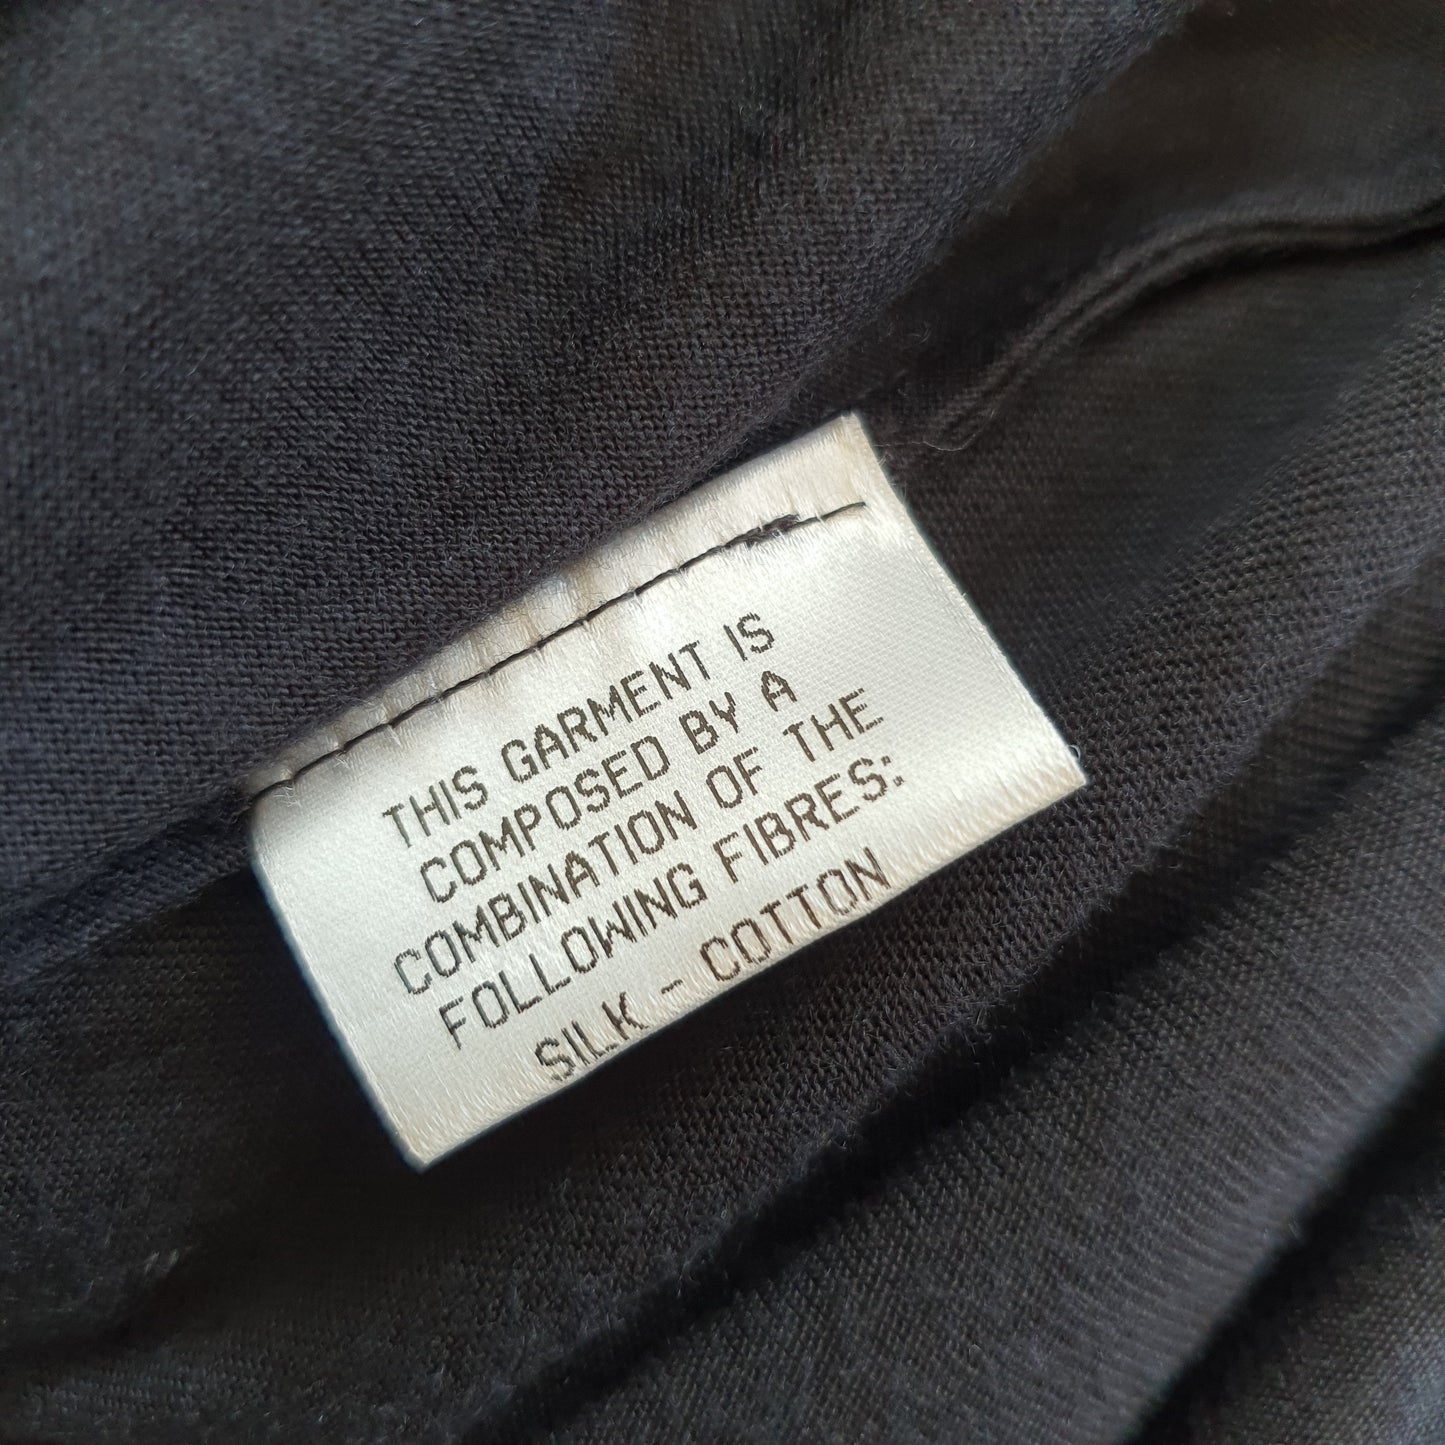 THIS GARMENT IS
COMPOSED BY A
COMBINATION OF THE
FOLLOWING FIBRES:
SILK - COTTON